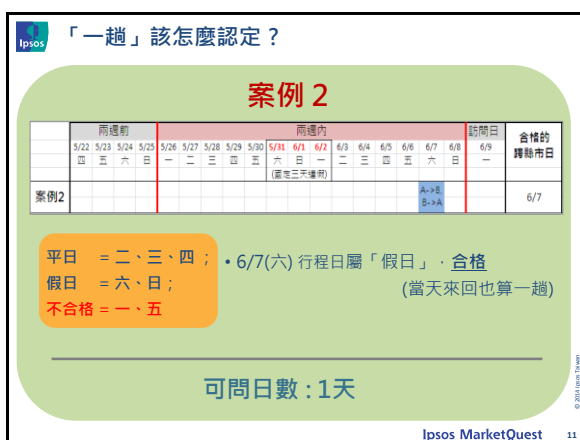 Ipsos
「一趟」該怎麼認定？
案例 2
兩週前 兩週內 訪問日 合格的跨縣市日
5/22 5/23 5/24 5/25 5/26 5/27 5/28 5/29 5/30 5/31 6/1 6/2 6/3 6/4 6/5 6/6 6/7 6/8 6/9
四 五 六 日 一 二 三 四 五 六 日 一 二 三 四 五 六 日 一
(固定三天連假)
案例2 A->B, B->A 6/7
平日 = 二、三、四；
假日 = 六、日；
不合格 = 一、五
• 6/7(六) 行程日屬「假日」，合格
(當天來回也算一趟)
可問日數：1天
© 2014 Ipsos Taiwan
Ipsos MarketQuest 11